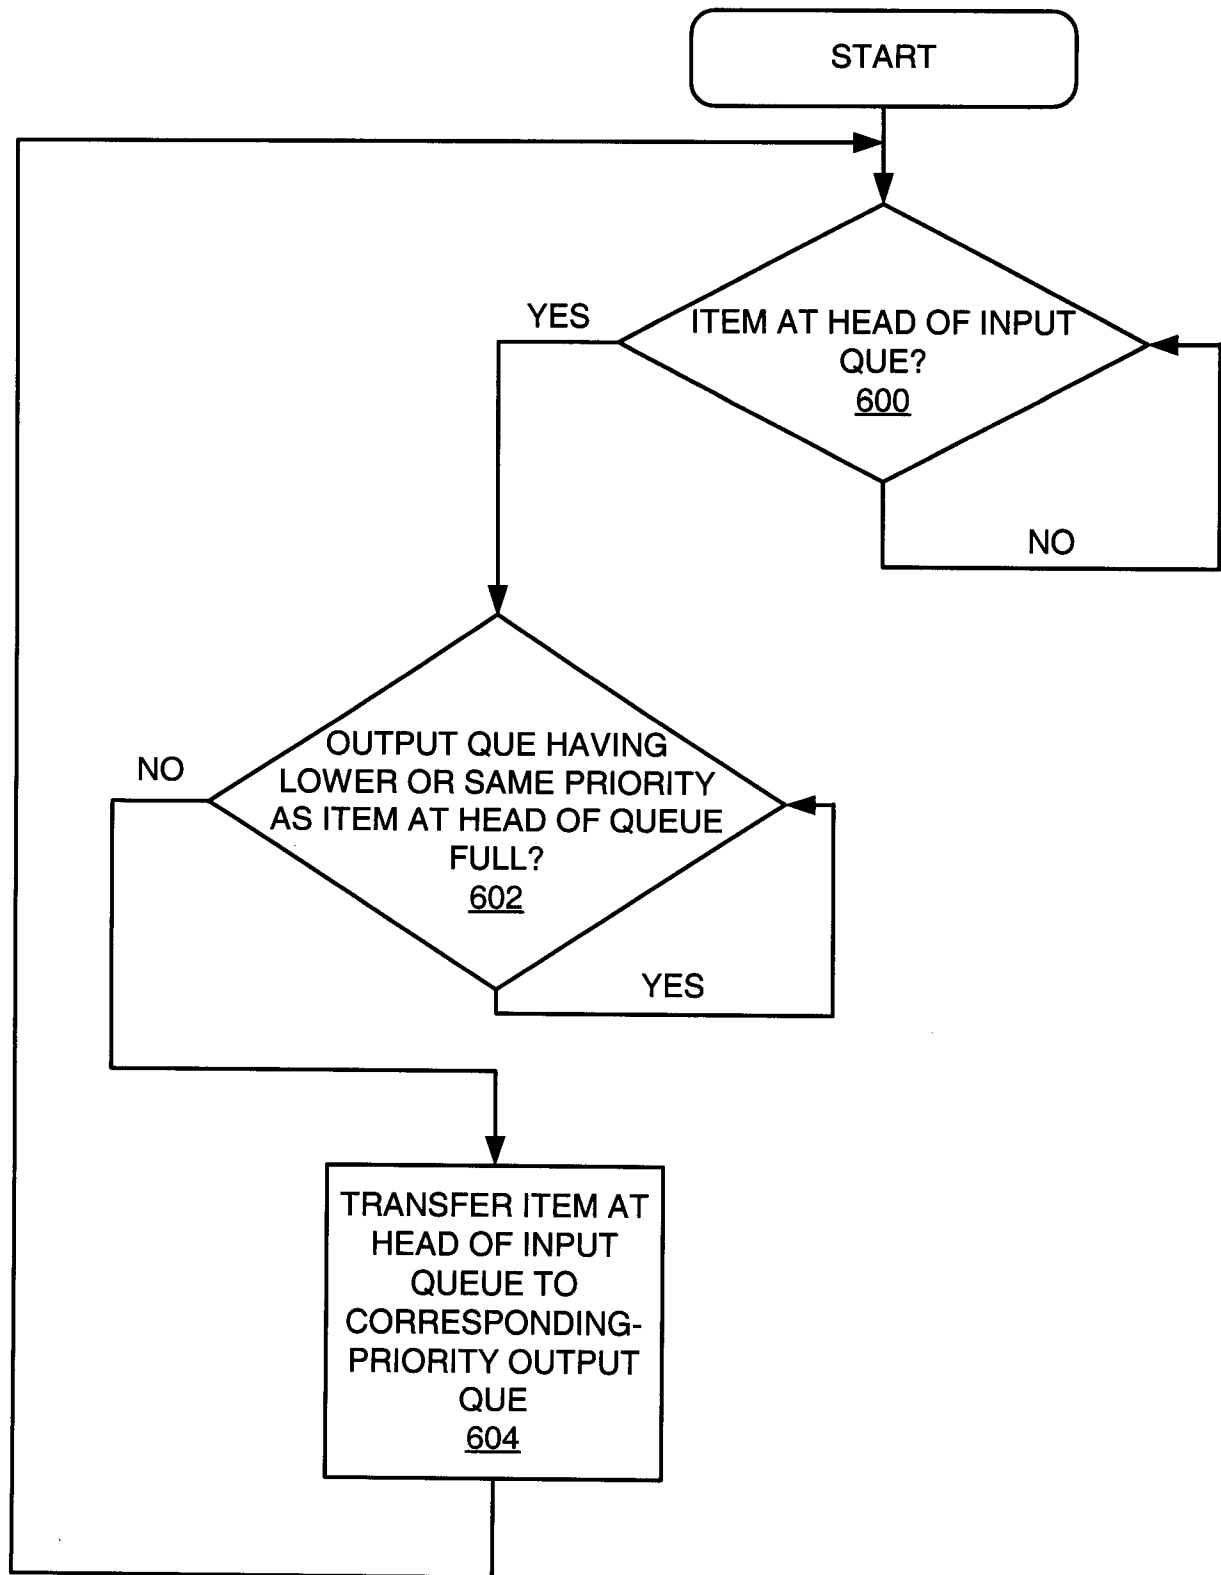 START
YES
ITEM AT HEAD OF INPUT
QUE?
600
NO
NO
OUTPUT QUE HAVING
LOWER OR SAME PRIORITY
AS ITEM AT HEAD OF QUEUE
FULL?
602
YES
TRANSFER ITEM AT
HEAD OF INPUT
QUEUE TO
CORRESPONDING-
PRIORITY OUTPUT
QUE
604